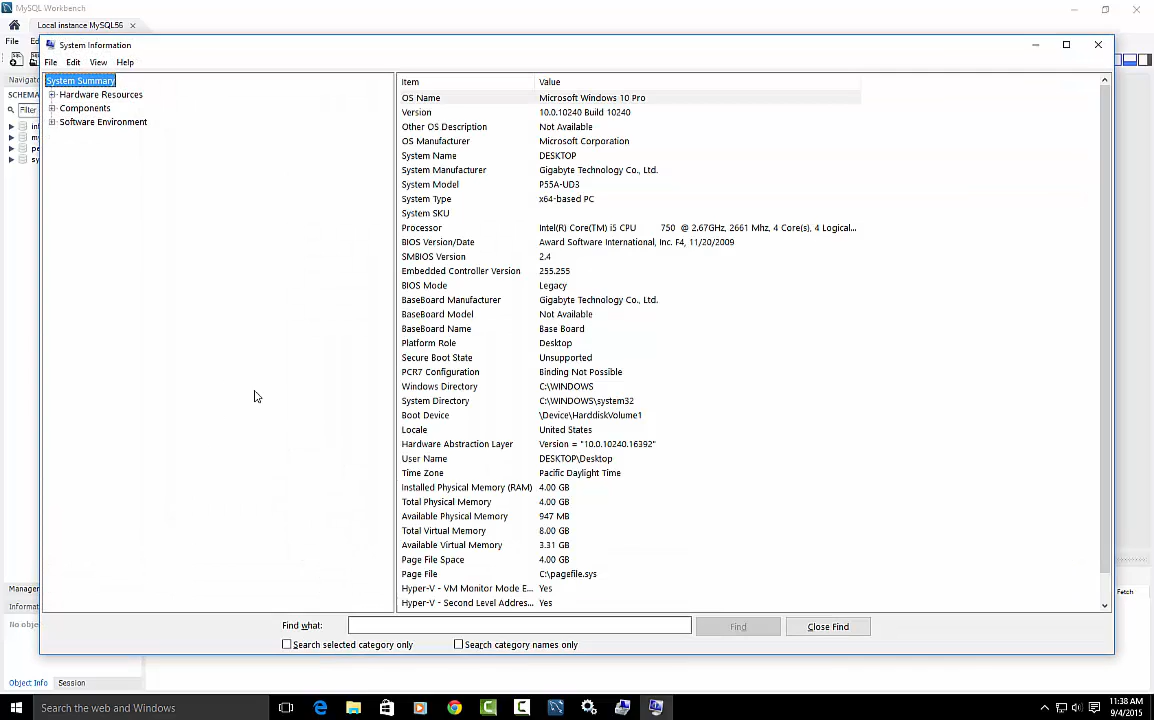 MySQL Workbench
Local instance MySQL56
File
System Information
File Edit View Help
Navigator
SCHEM
Filter
System Summary
Hardware Resources
Components
Software Environment
Item Value
OS Name Microsoft Windows 10 Pro
Version 10.0.10240 Build 10240
Other OS Description Not Available
OS Manufacturer Microsoft Corporation
System Name DESKTOP
System Manufacturer Gigabyte Technology Co., Ltd.
System Model P55A-UD3
System Type x64-based PC
System SKU
Processor Intel(R) Core(TM) i5 CPU 750 @ 2.67GHz, 2661 Mhz, 4 Core(s), 4 Logical...
BIOS Version/Date Award Software International, Inc. F4, 11/20/2009
SMBIOS Version 2.4
Embedded Controller Version 255.255
BIOS Mode Legacy
BaseBoard Manufacturer Gigabyte Technology Co., Ltd.
BaseBoard Model Not Available
BaseBoard Name Base Board
Platform Role Desktop
Secure Boot State Unsupported
PCR7 Configuration Binding Not Possible
Windows Directory C:\WINDOWS
System Directory C:\WINDOWS\system32
Boot Device \Device\HarddiskVolume1
Locale United States
Hardware Abstraction Layer Version = "10.0.10240.16392"
User Name DESKTOP\Desktop
Time Zone Pacific Daylight Time
Installed Physical Memory (RAM) 4.00 GB
Total Physical Memory 4.00 GB
Available Physical Memory 947 MB
Total Virtual Memory 8.00 GB
Available Virtual Memory 3.31 GB
Page File Space 4.00 GB
Page File C:\pagefile.sys
Hyper-V - VM Monitor Mode E... Yes
Hyper-V - Second Level Addres... Yes
Manager
Informat
No obje
Fetch
Find what: Find Close Find
Search selected category only Search category names only
Object Info Session
Search the web and Windows
11:38 AM
9/4/2015